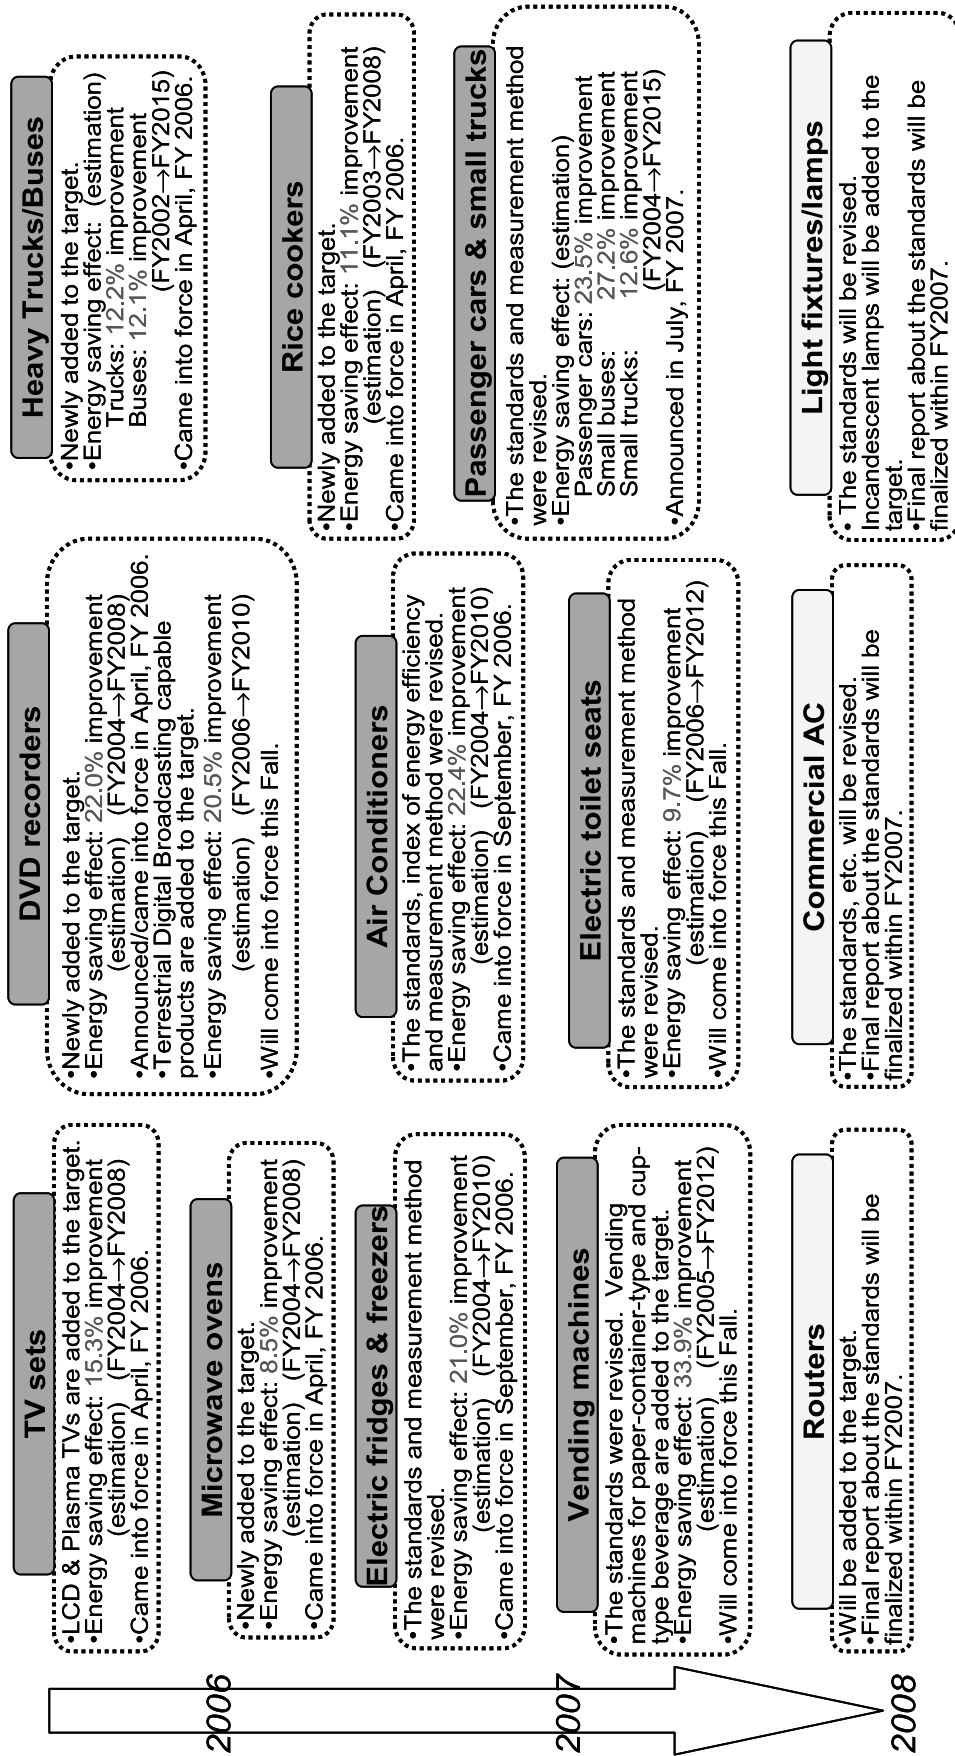 TV sets
•LCD & Plasma TVs are added to the target.
•Energy saving effect: 15.3% improvement
(estimation) (FY2004→FY2008)
•Came into force in April, FY 2006.
DVD recorders
•Newly added to the target.
•Energy saving effect: 22.0% improvement
(estimation) (FY2004→FY2008)
•Announced/came into force in April, FY 2006.
•Terrestrial Digital Broadcasting capable
products are added to the target.
•Energy saving effect: 20.5% improvement
(estimation) (FY2006→FY2010)
•Will come into force this Fall.
Heavy Trucks/Buses
•Newly added to the target.
•Energy saving effect: (estimation)
Trucks: 12.2% improvement
Buses: 12.1% improvement
(FY2002→FY2015)
•Came into force in April, FY 2006.
2006
Microwave ovens
•Newly added to the target.
•Energy saving effect: 8.5% improvement
(estimation) (FY2004→FY2008)
•Came into force in April, FY 2006.
Rice cookers
•Newly added to the target.
•Energy saving effect: 11.1% improvement
(estimation) (FY2003→FY2008)
•Came into force in April, FY 2006.
Electric fridges & freezers
•The standards and measurement method
were revised.
•Energy saving effect: 21.0% improvement
(estimation) (FY2004→FY2010)
•Came into force in September, FY 2006.
Air Conditioners
•The standards, index of energy efficiency
and measurement method were revised.
•Energy saving effect: 22.4% improvement
(estimation) (FY2004→FY2010)
•Came into force in September, FY 2006.
Passenger cars & small trucks
•The standards and measurement method
were revised.
•Energy saving effect: (estimation)
Passenger cars: 23.5% improvement
Small buses: 27.2% improvement
Small trucks: 12.6% improvement
(FY2004→FY2015)
•Announced in July, FY 2007.
2007
Vending machines
•The standards were revised. Vending
machines for paper-container-type and cup-
type beverage are added to the target.
•Energy saving effect: 33.9% improvement
(estimation) (FY2005→FY2012)
•Will come into force this Fall.
Electric toilet seats
•The standards and measurement method
were revised.
•Energy saving effect: 9.7% improvement
(estimation) (FY2006→FY2012)
•Will come into force this Fall.
Routers
•Will be added to the target.
•Final report about the standards will be
finalized within FY2007.
Commercial AC
•The standards, etc. will be revised.
•Final report about the standards will be
finalized within FY2007.
Light fixtures/lamps
• The standards will be revised.
Incandescent lamps will be added to the
target.
•Final report about the standards will be
finalized within FY2007.
2008